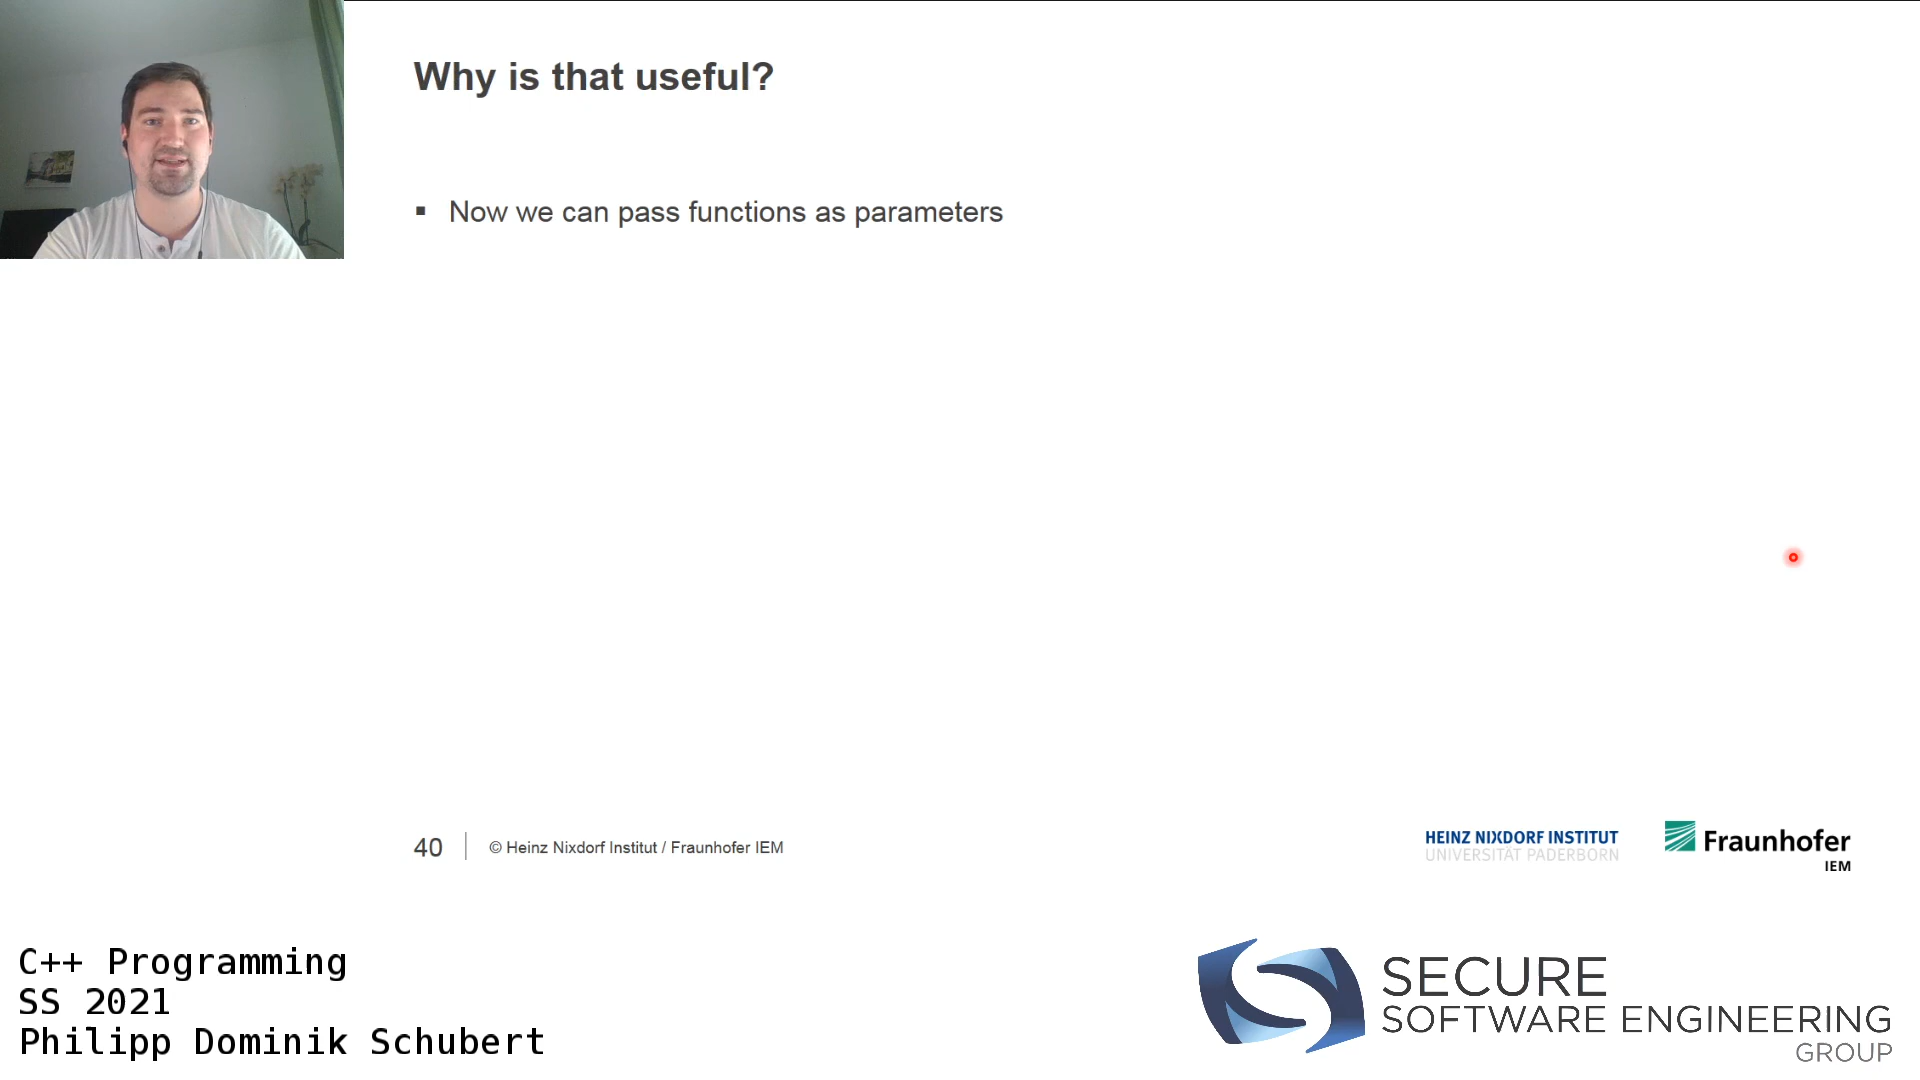 Why is that useful?
▪ Now we can pass functions as parameters
40
© Heinz Nixdorf Institut / Fraunhofer IEM
HEINZ NIXDORF INSTITUT
UNIVERSITÄT PADERBORN
Fraunhofer
IEM
C++ Programming
SS 2021
Philipp Dominik Schubert
SECURE
SOFTWARE ENGINEERING
GROUP